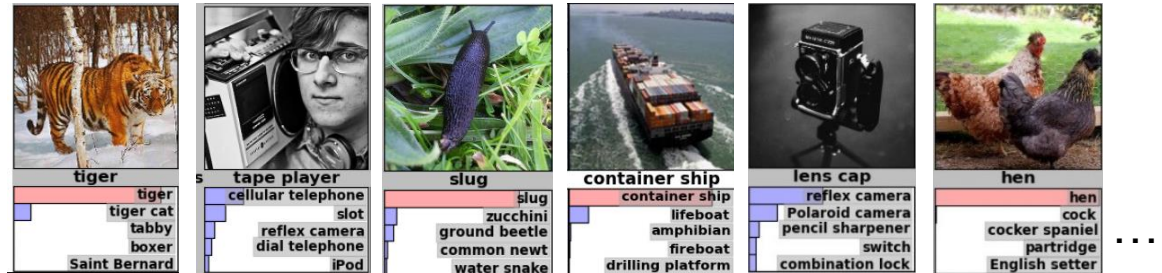 tiger
tiger
tiger cat
tabby
boxer
Saint Bernard
s tape player
cellular telephone
slot
reflex camera
dial telephone
iPod
slug
slug
zucchini
ground beetle
common newt
water snake
container ship
container ship
lifeboat
amphibian
fireboat
drilling platform
lens cap
reflex camera
Polaroid camera
pencil sharpener
switch
combination lock
hen
hen
cock
cocker spaniel
partridge
English setter
...